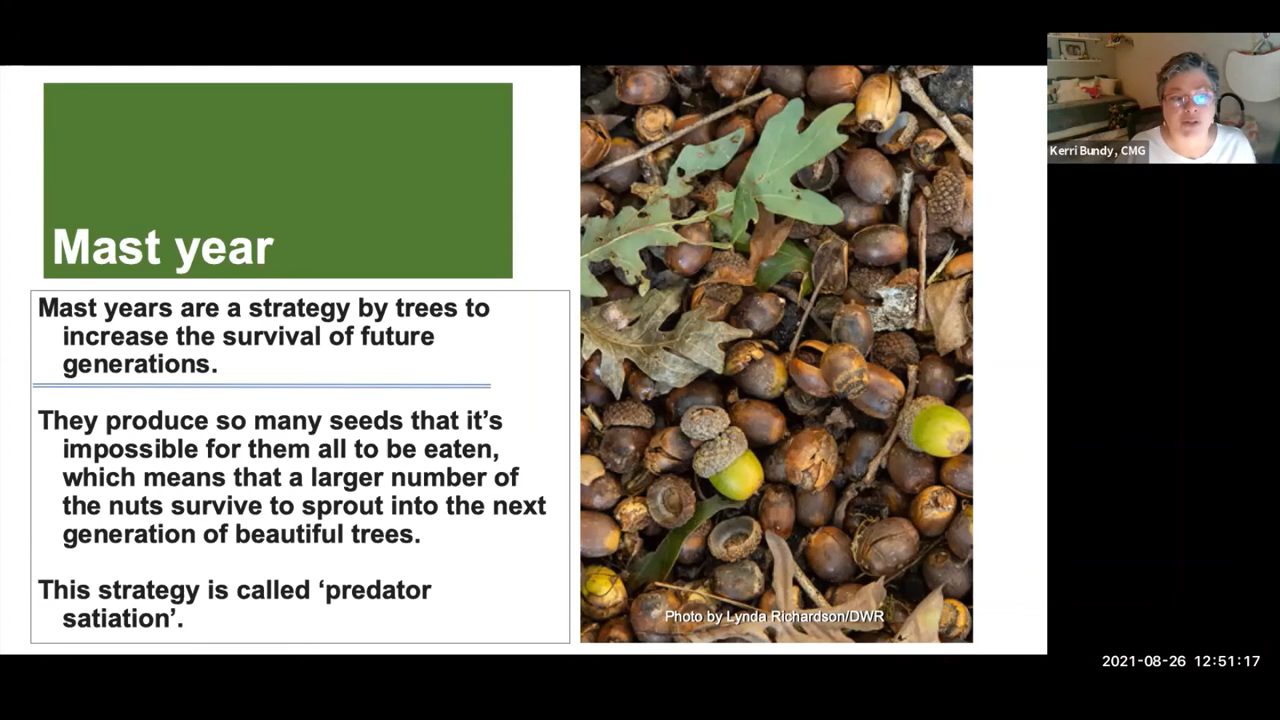 Mast year
Mast years are a strategy by trees to
increase the survival of future
generations.
They produce so many seeds that it’s
impossible for them all to be eaten,
which means that a larger number of
the nuts survive to sprout into the next
generation of beautiful trees.
This strategy is called ‘predator
satiation’.
Photo by Lynda Richardson/DWR
Kerri Bundy, CMG
2021-08-26 12:51:17